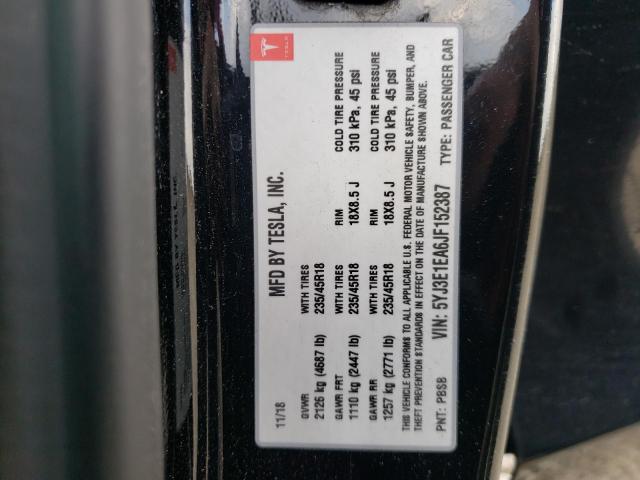 TESLA
11/18 MFD BY TESLA, INC.
GVWR WITH TIRES RIM COLD TIRE PRESSURE
2126 kg (4687 lb) 235/45R18 18X8.5 J 310 kPa, 45 psi
GAWR FRT WITH TIRES RIM COLD TIRE PRESSURE
1110 kg (2447 lb) 235/45R18 18X8.5 J 310 kPa, 45 psi
GAWR RR WITH TIRES
1257 kg (2771 lb) 235/45R18
THIS VEHICLE CONFORMS TO ALL APPLICABLE U.S. FEDERAL MOTOR VEHICLE SAFETY, BUMPER, AND
THEFT PREVENTION STANDARDS IN EFFECT ON THE DATE OF MANUFACTURE SHOWN ABOVE.
PNT: PBSB VIN: 5YJ3E1EA6JF152387 TYPE: PASSENGER CAR